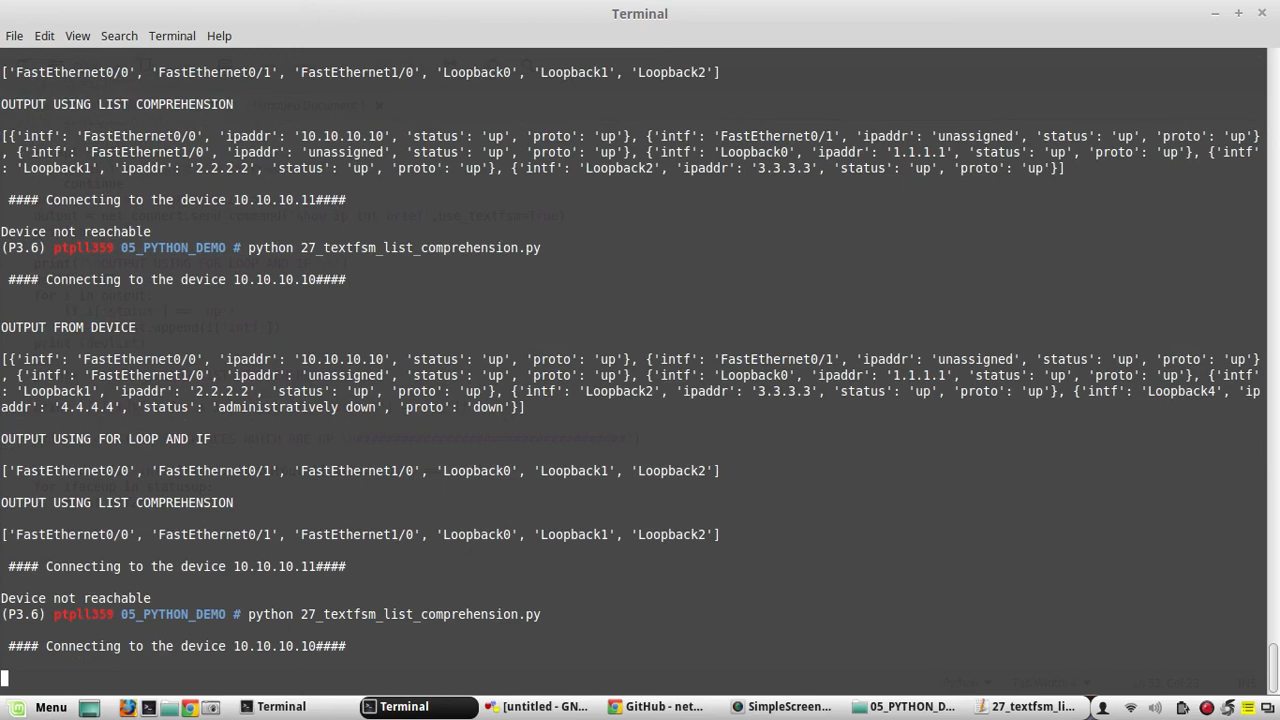 Terminal
File Edit View Search Terminal Help
['FastEthernet0/0', 'FastEthernet0/1', 'FastEthernet1/0', 'Loopback0', 'Loopback1', 'Loopback2']
OUTPUT USING LIST COMPREHENSION
[{'intf': 'FastEthernet0/0', 'ipaddr': '10.10.10.10', 'status': 'up', 'proto': 'up'}, {'intf': 'FastEthernet0/1', 'ipaddr': 'unassigned', 'status': 'up', 'proto': 'up'}
, {'intf': 'FastEthernet1/0', 'ipaddr': 'unassigned', 'status': 'up', 'proto': 'up'}, {'intf': 'Loopback0', 'ipaddr': '1.1.1.1', 'status': 'up', 'proto': 'up'}, {'intf'
: 'Loopback1', 'ipaddr': '2.2.2.2', 'status': 'up', 'proto': 'up'}, {'intf': 'Loopback2', 'ipaddr': '3.3.3.3', 'status': 'up', 'proto': 'up'}]
#### Connecting to the device 10.10.10.11####
Device not reachable
(P3.6) ptpll359 05_PYTHON_DEMO # python 27_textfsm_list_comprehension.py
#### Connecting to the device 10.10.10.10####
OUTPUT FROM DEVICE
[{'intf': 'FastEthernet0/0', 'ipaddr': '10.10.10.10', 'status': 'up', 'proto': 'up'}, {'intf': 'FastEthernet0/1', 'ipaddr': 'unassigned', 'status': 'up', 'proto': 'up'}
, {'intf': 'FastEthernet1/0', 'ipaddr': 'unassigned', 'status': 'up', 'proto': 'up'}, {'intf': 'Loopback0', 'ipaddr': '1.1.1.1', 'status': 'up', 'proto': 'up'}, {'intf'
: 'Loopback1', 'ipaddr': '2.2.2.2', 'status': 'up', 'proto': 'up'}, {'intf': 'Loopback2', 'ipaddr': '3.3.3.3', 'status': 'up', 'proto': 'up'}, {'intf': 'Loopback4', 'ip
addr': '4.4.4.4', 'status': 'administratively down', 'proto': 'down'}]
OUTPUT USING FOR LOOP AND IF
['FastEthernet0/0', 'FastEthernet0/1', 'FastEthernet1/0', 'Loopback0', 'Loopback1', 'Loopback2']
OUTPUT USING LIST COMPREHENSION
['FastEthernet0/0', 'FastEthernet0/1', 'FastEthernet1/0', 'Loopback0', 'Loopback1', 'Loopback2']
#### Connecting to the device 10.10.10.11####
Device not reachable
(P3.6) ptpll359 05_PYTHON_DEMO # python 27_textfsm_list_comprehension.py
#### Connecting to the device 10.10.10.10####
Menu Terminal Terminal [untitled - GN... GitHub - net... SimpleScreen... 05_PYTHON_D... 27_textfsm_li...